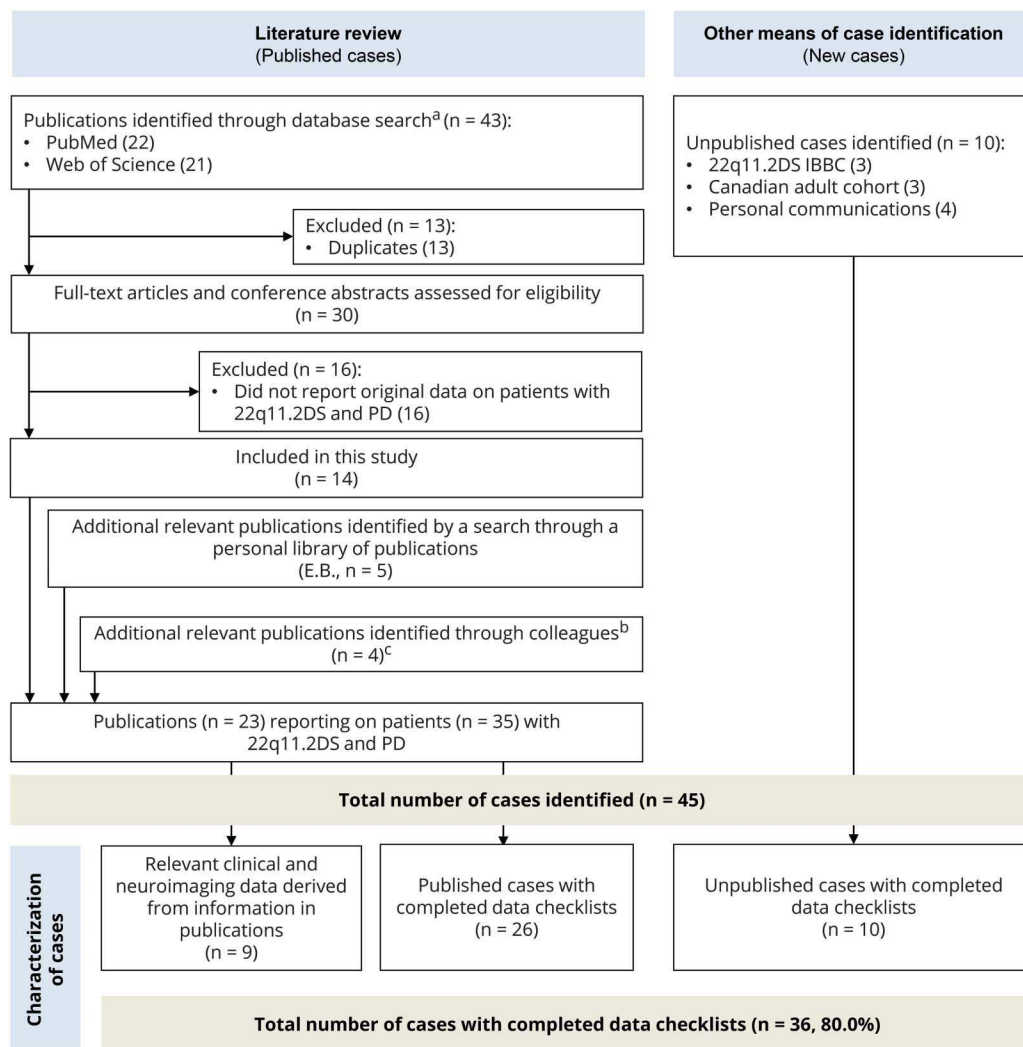 Literature review
(Published cases)
Other means of case identification
(New cases)
Publications identified through database searchᵃ (n = 43):
• PubMed (22)
• Web of Science (21)
Unpublished cases identified (n = 10):
• 22q11.2DS IBBC (3)
• Canadian adult cohort (3)
• Personal communications (4)
Excluded (n = 13):
• Duplicates (13)
Full-text articles and conference abstracts assessed for eligibility
(n = 30)
Excluded (n = 16):
• Did not report original data on patients with
22q11.2DS and PD (16)
Included in this study
(n = 14)
Additional relevant publications identified by a search through a
personal library of publications
(E.B., n = 5)
Additional relevant publications identified through colleaguesᵇ
(n = 4)ᶜ
Publications (n = 23) reporting on patients (n = 35) with
22q11.2DS and PD
Total number of cases identified (n = 45)
Characterization
of cases
Relevant clinical and
neuroimaging data derived
from information in
publications
(n = 9)
Published cases with
completed data checklists
(n = 26)
Unpublished cases with completed
data checklists
(n = 10)
Total number of cases with completed data checklists (n = 36, 80.0%)